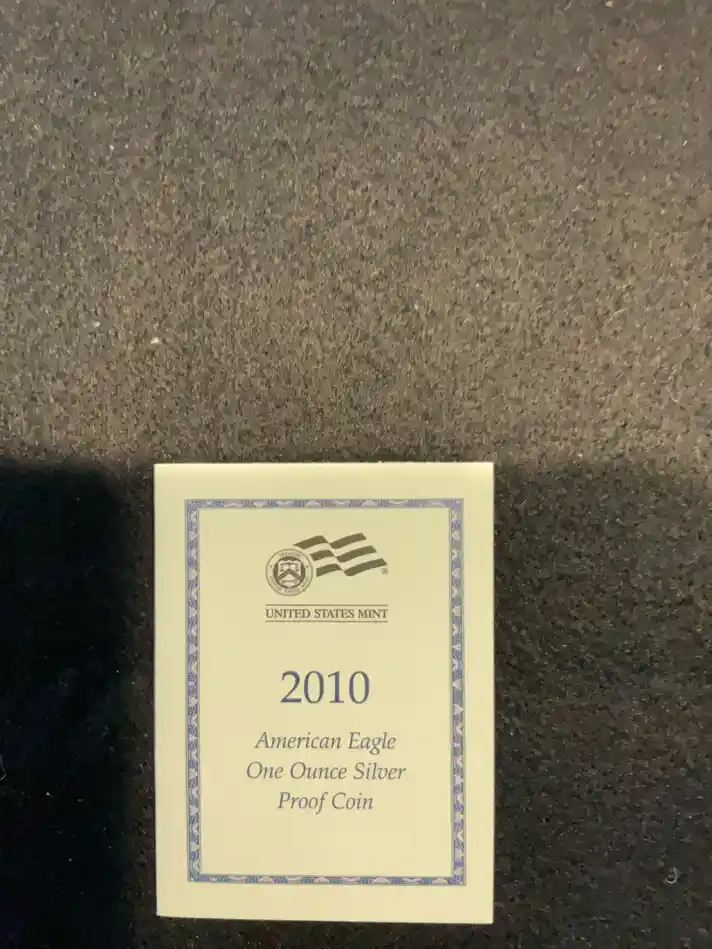 UNITED STATES MINT
2010
American Eagle
One Ounce Silver
Proof Coin